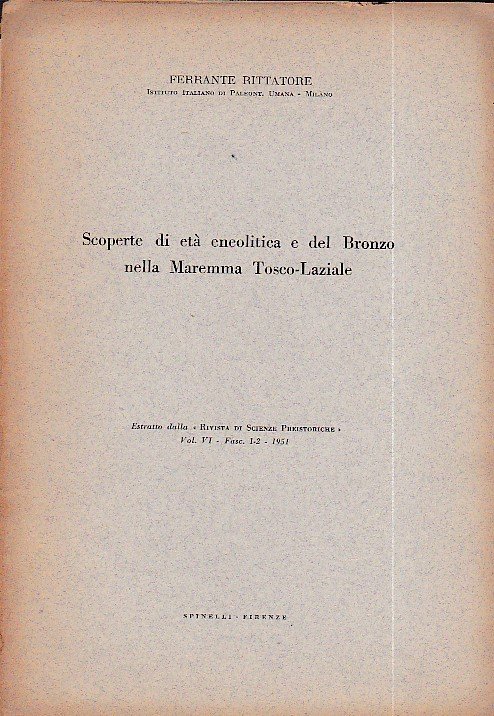 FERRANTE RITTATORE
ISTITUTO ITALIANO DI PALEONT. UMANA - MILANO
Scoperte di età eneolitica e del Bronzo
nella Maremma Tosco-Laziale
Estratto dalla « RIVISTA DI SCIENZE PREISTORICHE »
Vol. VI - Fasc. 1-2 - 1951
SPINELLI - FIRENZE